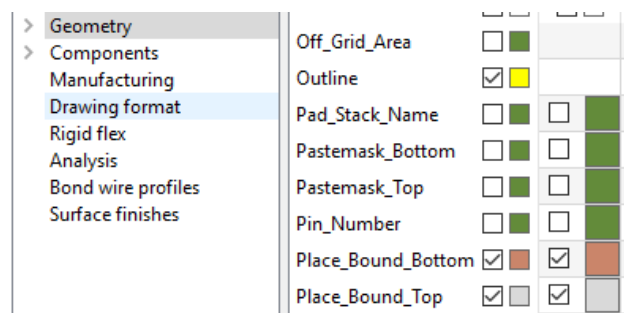 Geometry
Components
Manufacturing
Drawing format
Rigid flex
Analysis
Bond wire profiles
Surface finishes
Off_Grid_Area
Outline
Pad_Stack_Name
Pastemask_Bottom
Pastemask_Top
Pin_Number
Place_Bound_Bottom
Place_Bound_Top